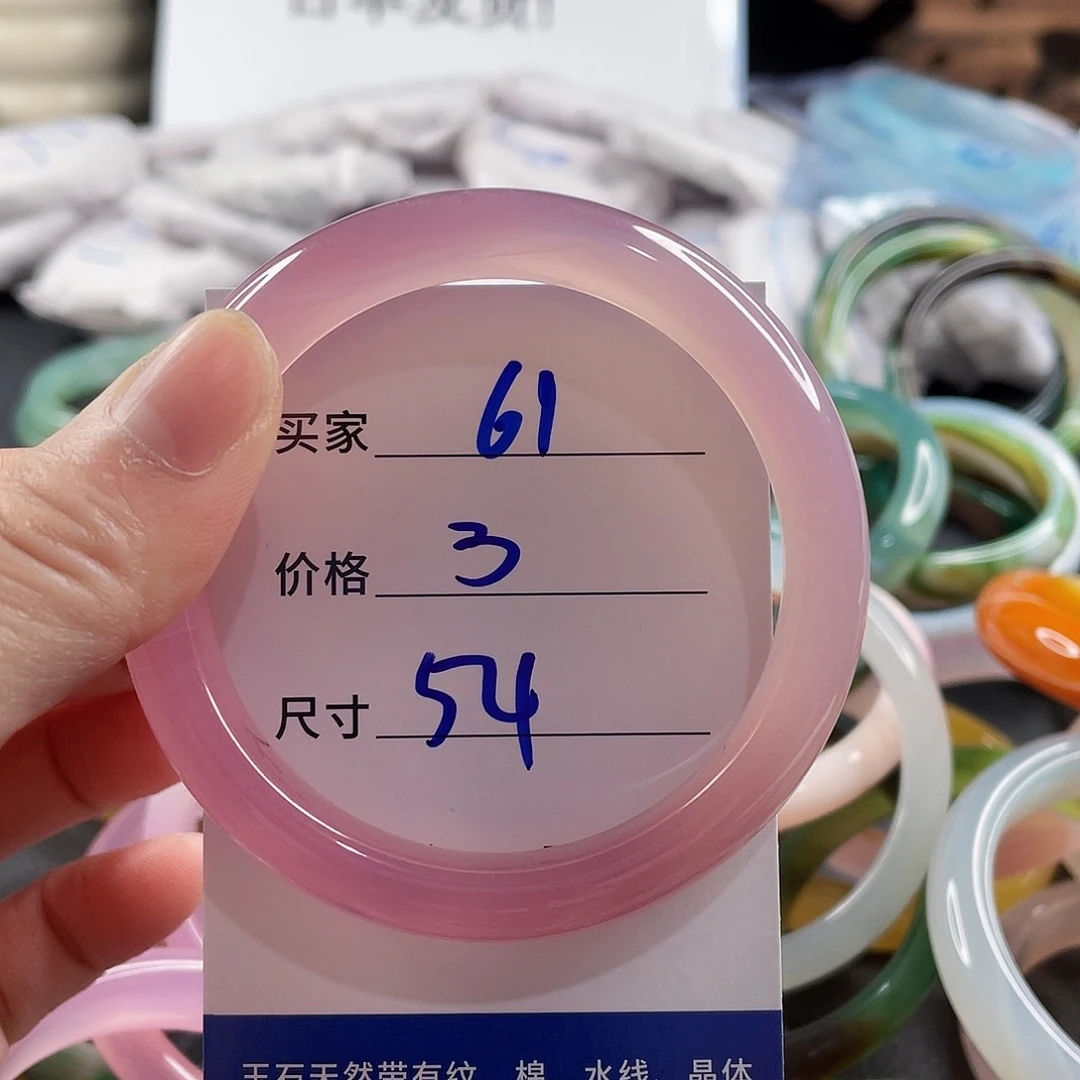 买家 61
价格 3
尺寸 54
玉石天然带有纹、棉、水线、晶体